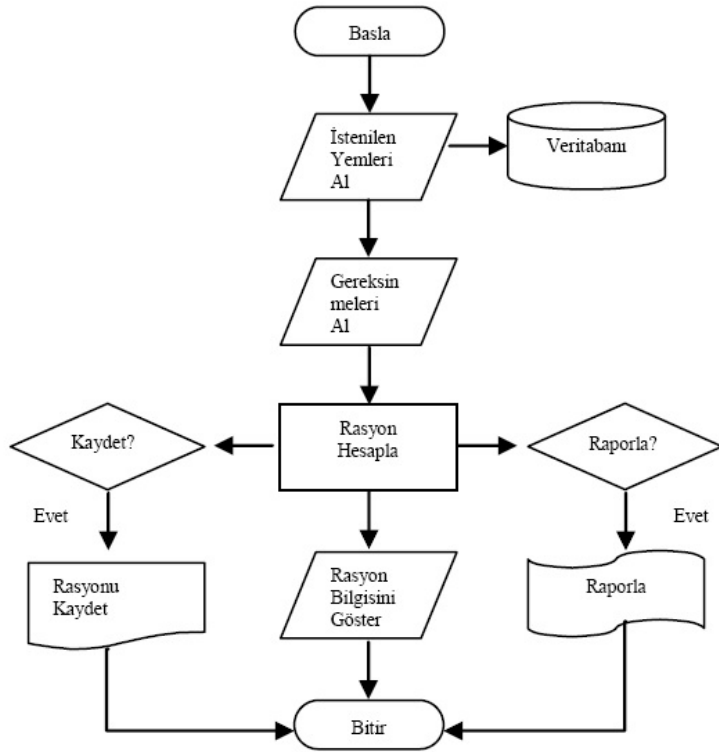 Basla
İstenilen
Yemleri
Al
Veritabanı
Gereksin
meleri
Al
Kaydet?
Rasyon
Hesapla
Raporla?
Evet
Evet
Rasyonu
Kaydet
Rasyon
Bilgisini
Göster
Raporla
Bitir